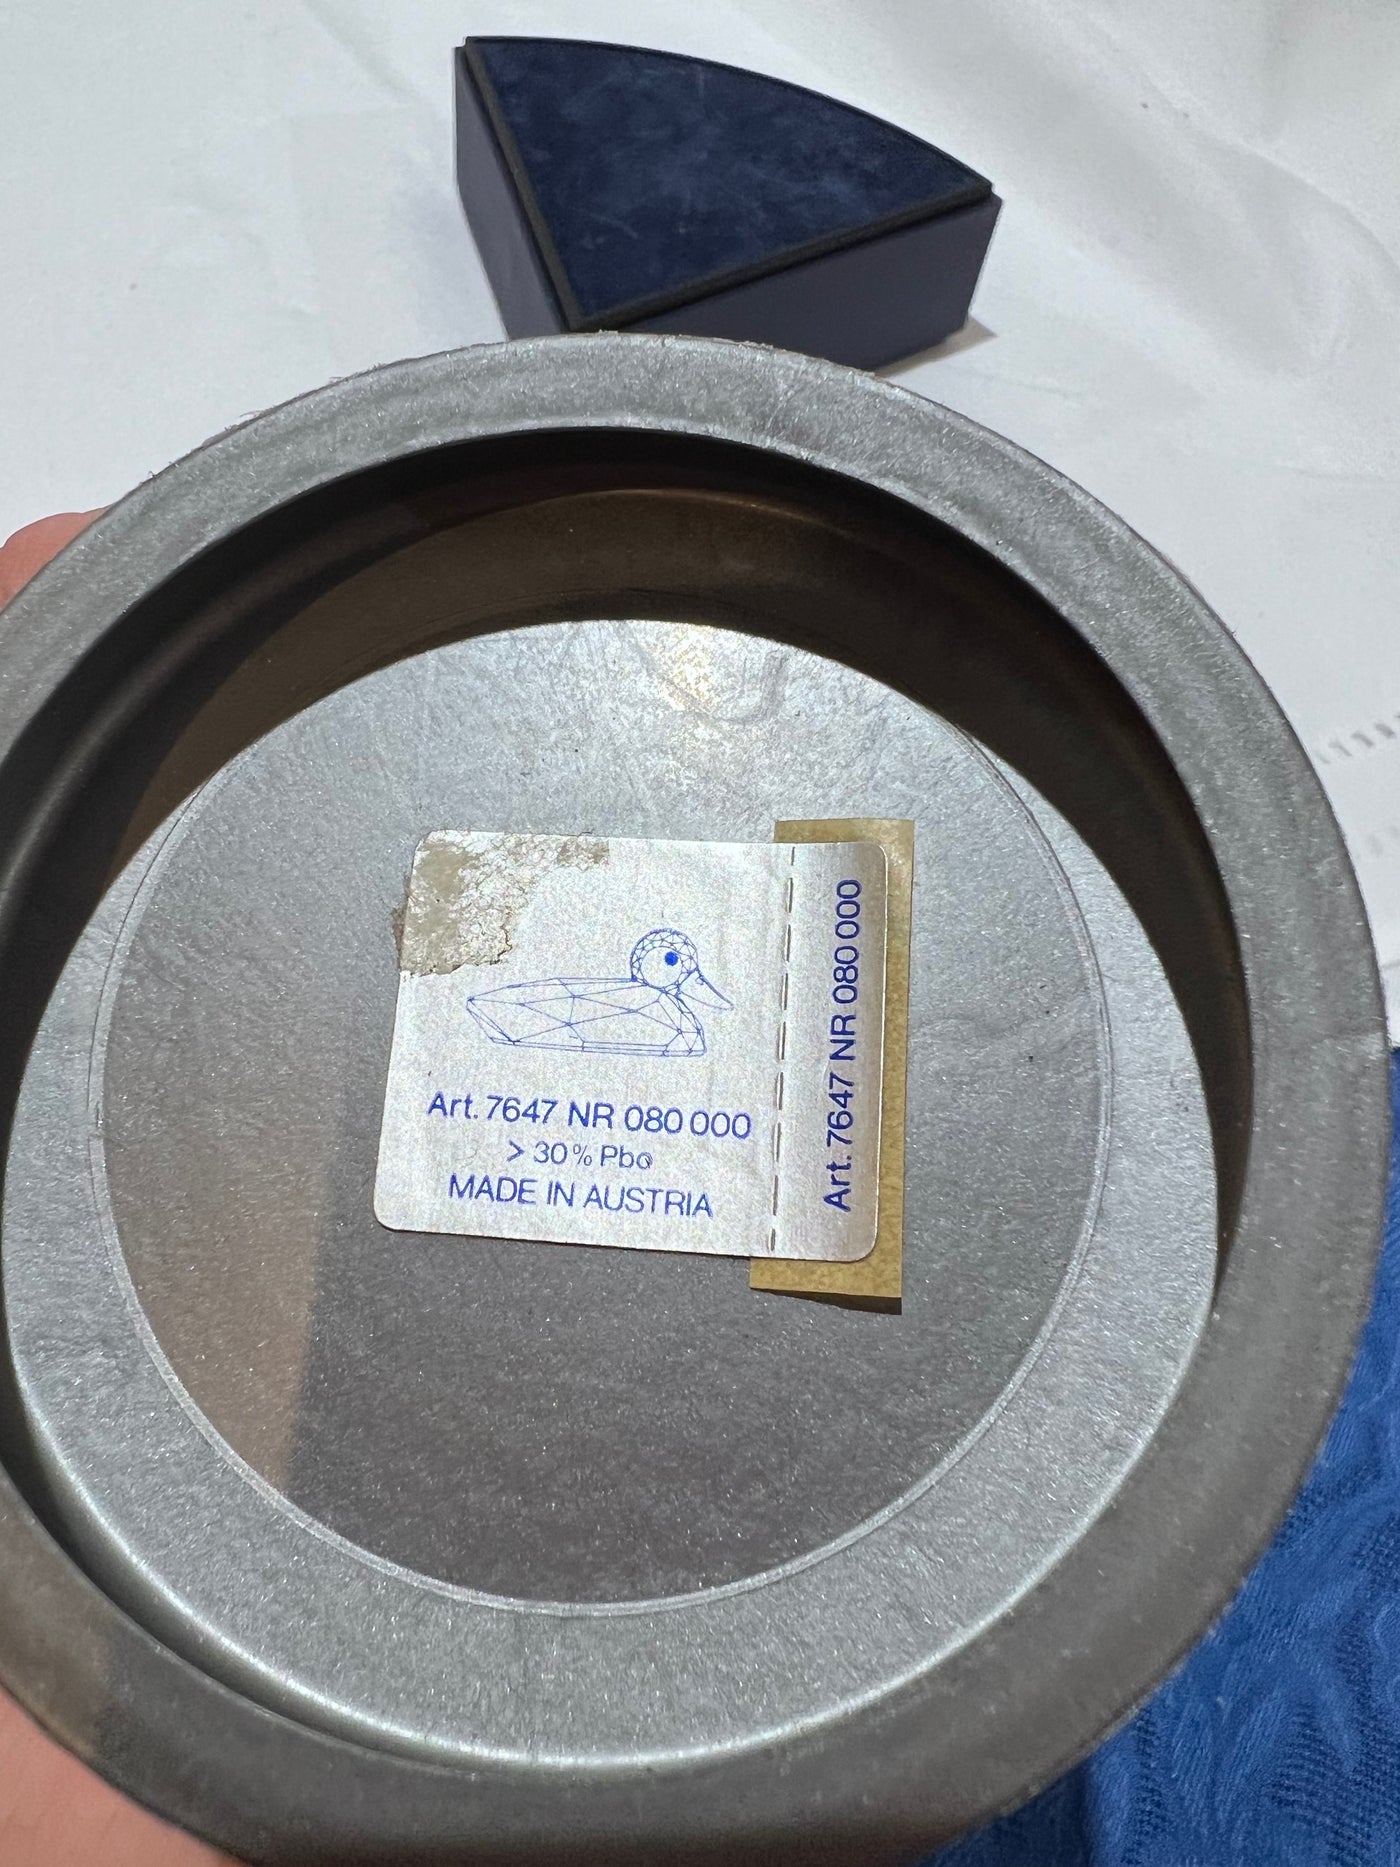 Art. 7647 NR 080 000
> 30% Pbo
MADE IN AUSTRIA
Art. 7647 NR 080 000